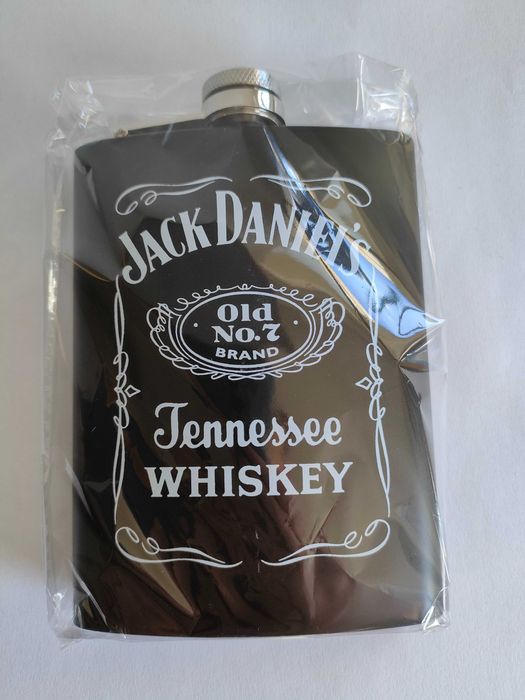 JACK DANIEL'S
Old
No.7
BRAND
Tennessee
WHISKEY